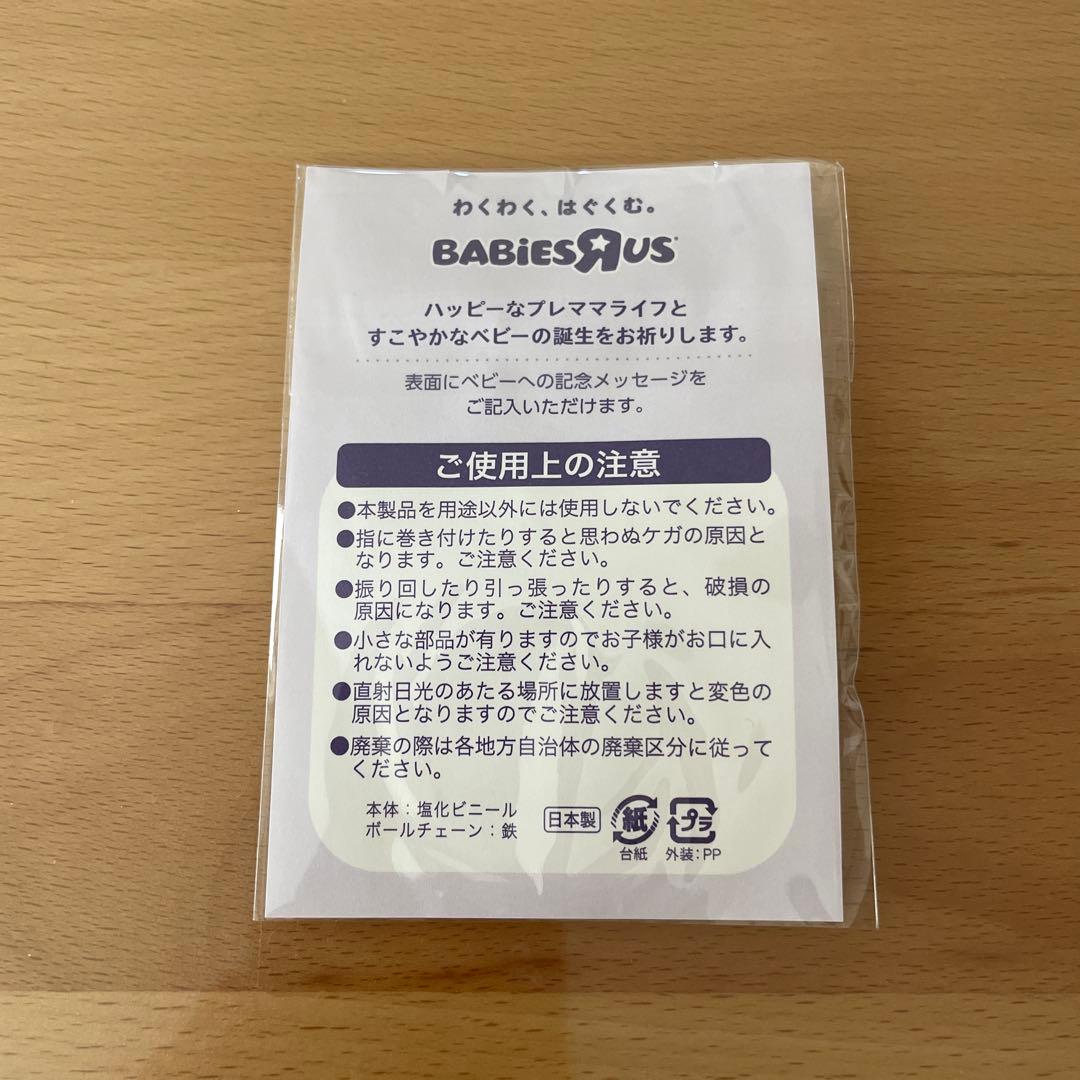 わくわく、はぐくむ。
BABIESRUS
ハッピーなプレママライフと
すこやかなベビーの誕生をお祈りします。
表面にベビーへの記念メッセージを
ご記入いただけます。
ご使用上の注意
●本製品を用途以外には使用しないでください。
●指に巻き付けたりすると思わぬケガの原因と
なります。ご注意ください。
●振り回したり引っ張ったりすると、破損の
原因になります。ご注意ください。
●小さな部品が有りますのでお子様がお口に入
れないようご注意ください。
●直射日光のあたる場所に放置しますと変色の
原因となりますのでご注意ください。
●廃棄の際は各地方自治体の廃棄区分に従って
ください。
本体：塩化ビニール
ボールチェーン：鉄
日本製
紙
台紙
プラ
外装：PP